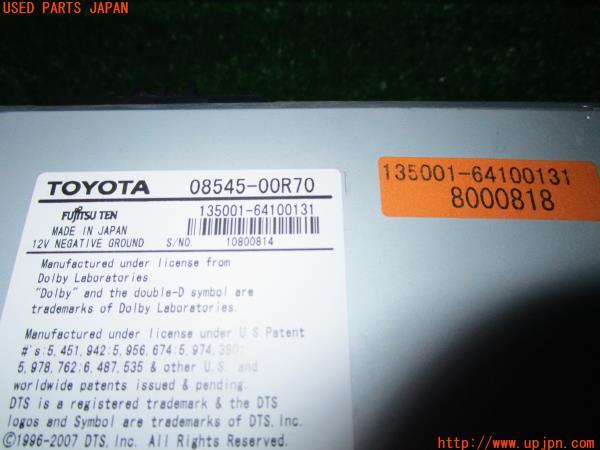 USED PARTS JAPAN
TOYOTA 08545-00R70
FUJITSU TEN 135001-64100131
MADE IN JAPAN
12V NEGATIVE GROUND S/NO. 10800814
Manufactured under license from
Dolby Laboratories.
"Dolby" and the double-D symbol are
trademarks of Dolby Laboratories.
Manufactured under license under U.S.Patent
#'s:5,451,942;5,956,674;5,974,380;
5,978,762;6,487,535 & other U.S. and
worldwide patents issued & pending.
DTS is a registered trademark & the DTS
logos and Symbol are trademarks of DTS,Inc.
©1996-2007 DTS,Inc. All Rights Reserved.
135001-64100131
8000818
http://www.upjpn.com/